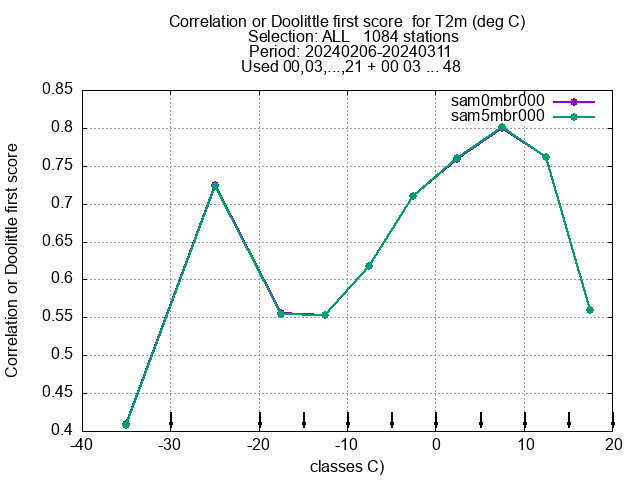 Correlation or Doolittle first score  for T2m (deg C)
Selection: ALL   1084 stations
Period: 20240206-20240311
Used 00,03,...,21 + 00 03 ... 48
sam0mbr000
sam5mbr000
Correlation or Doolittle first score
0.85
0.8
0.75
0.7
0.65
0.6
0.55
0.5
0.45
0.4
-40 -30 -20 -10 0 10 20
classes C)